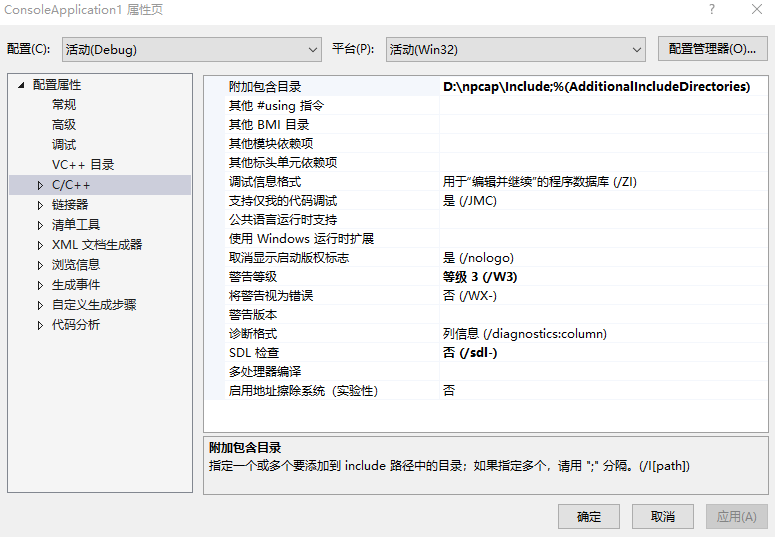 ConsoleApplication1 属性页
配置(C): 活动(Debug) 平台(P): 活动(Win32) 配置管理器(O)...
配置属性
常规
高级
调试
VC++ 目录
C/C++
链接器
清单工具
XML 文档生成器
浏览信息
生成事件
自定义生成步骤
代码分析
附加包含目录 D:\npcap\Include;%(AdditionalIncludeDirectories)
其他 #using 指令
其他 BMI 目录
其他模块依赖项
其他标头单元依赖项
调试信息格式 用于“编辑并继续”的程序数据库 (/ZI)
支持仅我的代码调试 是 (/JMC)
公共语言运行时支持
使用 Windows 运行时扩展
取消显示启动版权标志 是 (/nologo)
警告等级 等级 3 (/W3)
将警告视为错误 否 (/WX-)
警告版本
诊断格式 列信息 (/diagnostics:column)
SDL 检查 否 (/sdl-)
多处理器编译
启用地址擦除系统（实验性） 否
附加包含目录
指定一个或多个要添加到 include 路径中的目录；如果指定多个，请用 ";" 分隔。(/I[path])
确定 取消 应用(A)